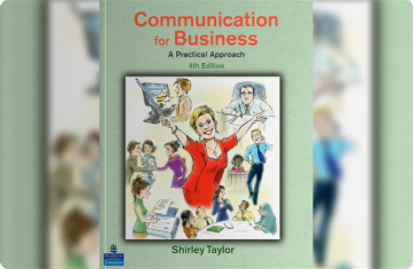 Communication
for Business
A Practical Approach
4th Edition
Shirley Taylor